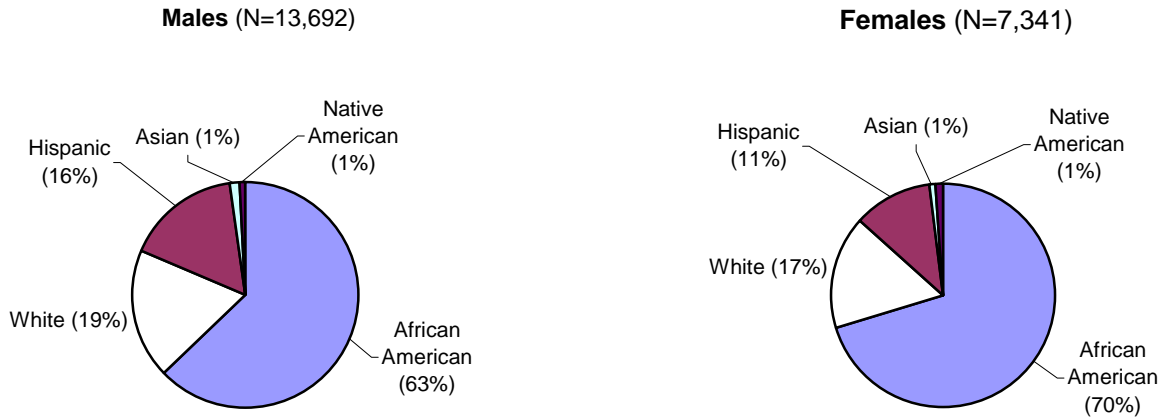 Males (N=13,692)
Native
American
(1%)
Asian (1%)
Hispanic
(16%)
White (19%)
African
American
(63%)
Females (N=7,341)
Native
American
(1%)
Asian (1%)
Hispanic
(11%)
White (17%)
African
American
(70%)